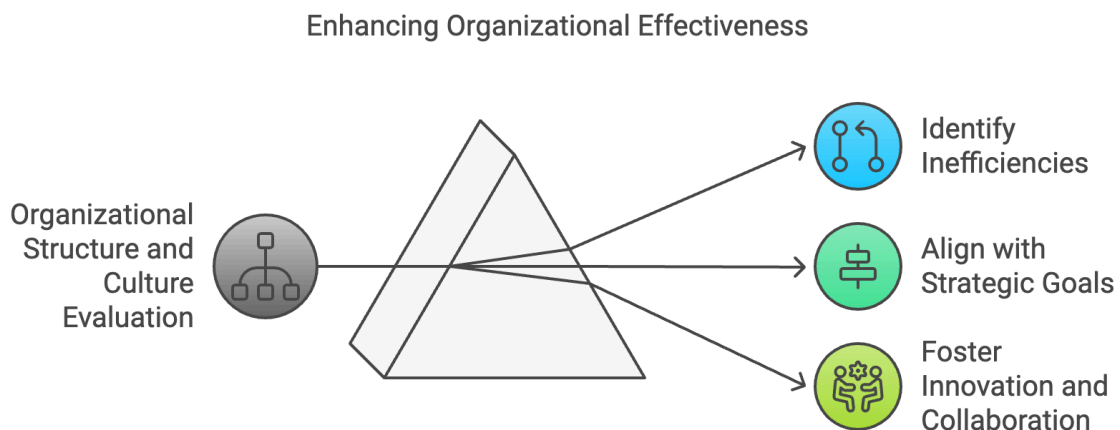 Enhancing Organizational Effectiveness
Organizational
Structure and
Culture
Evaluation
Identify
Inefficiencies
Align with
Strategic Goals
Foster
Innovation and
Collaboration